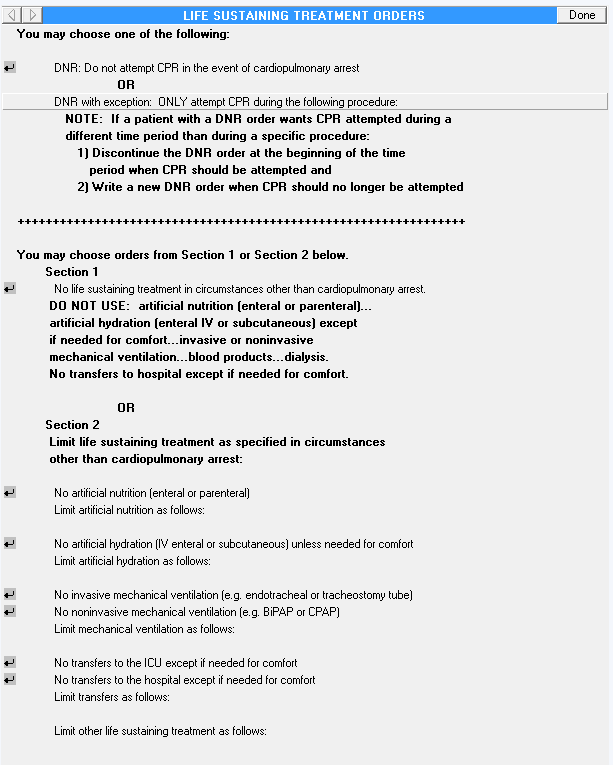 LIFE SUSTAINING TREATMENT ORDERS
Done
You may choose one of the following:
DNR: Do not attempt CPR in the event of cardiopulmonary arrest
OR
DNR with exception: ONLY attempt CPR during the following procedure:
NOTE: If a patient with a DNR order wants CPR attempted during a
different time period than during a specific procedure:
1) Discontinue the DNR order at the beginning of the time
period when CPR should be attempted and
2) Write a new DNR order when CPR should no longer be attempted
++++++++++++++++++++++++++++++++++++++++++++++++++++++++++++++++
You may choose orders from Section 1 or Section 2 below.
Section 1
No life sustaining treatment in circumstances other than cardiopulmonary arrest.
DO NOT USE: artificial nutrition (enteral or parenteral)...
artificial hydration (enteral IV or subcutaneous) except
if needed for comfort...invasive or noninvasive
mechanical ventilation...blood products...dialysis.
No transfers to hospital except if needed for comfort.
OR
Section 2
Limit life sustaining treatment as specified in circumstances
other than cardiopulmonary arrest:
No artificial nutrition (enteral or parenteral)
Limit artificial nutrition as follows:
No artificial hydration (IV enteral or subcutaneous) unless needed for comfort
Limit artificial hydration as follows:
No invasive mechanical ventilation (e.g. endotracheal or tracheostomy tube)
No noninvasive mechanical ventilation (e.g. BiPAP or CPAP)
Limit mechanical ventilation as follows:
No transfers to the ICU except if needed for comfort
No transfers to the hospital except if needed for comfort
Limit transfers as follows:
Limit other life sustaining treatment as follows: